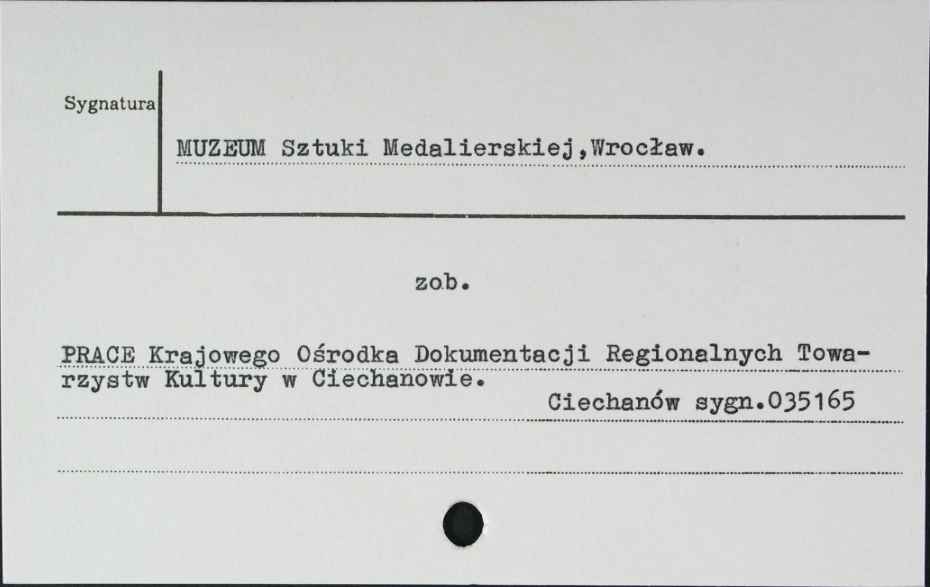 Sygnatura
MUZEUM Sztuki Medalierskiej,Wrocław.
zob.
PRACE Krajowego Ośrodka Dokumentacji Regionalnych Towa-
rzystw Kultury w Ciechanowie.
Ciechanów sygn.035165